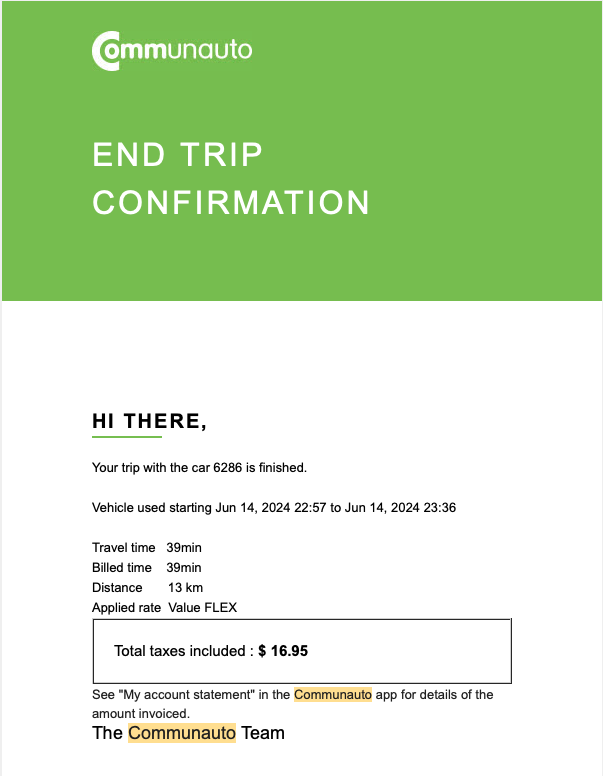 Communauto
END TRIP
CONFIRMATION
HI THERE,
Your trip with the car 6286 is finished.
Vehicle used starting Jun 14, 2024 22:57 to Jun 14, 2024 23:36
Travel time 39min
Billed time 39min
Distance 13 km
Applied rate Value FLEX
Total taxes included : $ 16.95
See "My account statement" in the Communauto app for details of the
amount invoiced.
The Communauto Team